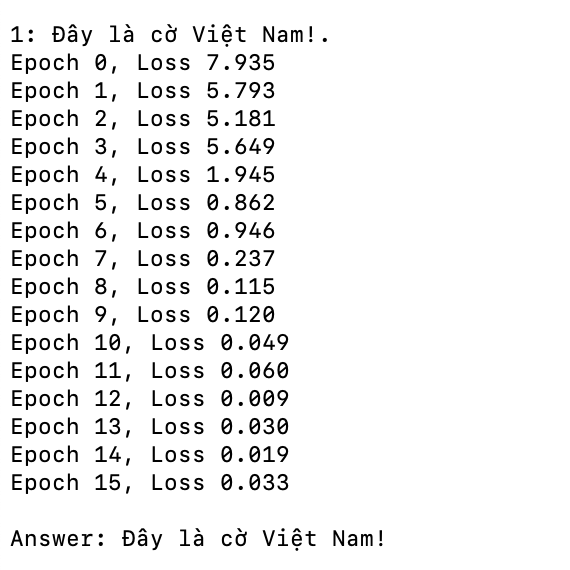 1: Đây là cờ Việt Nam!.
Epoch 0, Loss 7.935
Epoch 1, Loss 5.793
Epoch 2, Loss 5.181
Epoch 3, Loss 5.649
Epoch 4, Loss 1.945
Epoch 5, Loss 0.862
Epoch 6, Loss 0.946
Epoch 7, Loss 0.237
Epoch 8, Loss 0.115
Epoch 9, Loss 0.120
Epoch 10, Loss 0.049
Epoch 11, Loss 0.060
Epoch 12, Loss 0.009
Epoch 13, Loss 0.030
Epoch 14, Loss 0.019
Epoch 15, Loss 0.033
Answer: Đây là cờ Việt Nam!